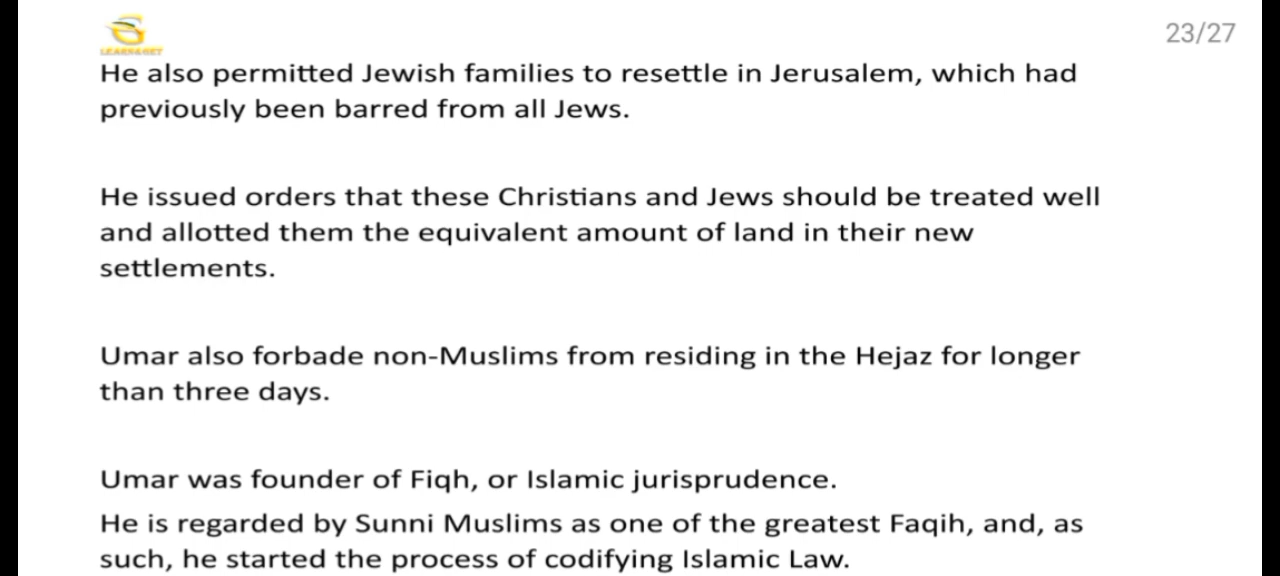 LEARN&GET
23/27
He also permitted Jewish families to resettle in Jerusalem, which had
previously been barred from all Jews.
He issued orders that these Christians and Jews should be treated well
and allotted them the equivalent amount of land in their new
settlements.
Umar also forbade non-Muslims from residing in the Hejaz for longer
than three days.
Umar was founder of Fiqh, or Islamic jurisprudence.
He is regarded by Sunni Muslims as one of the greatest Faqih, and, as
such, he started the process of codifying Islamic Law.